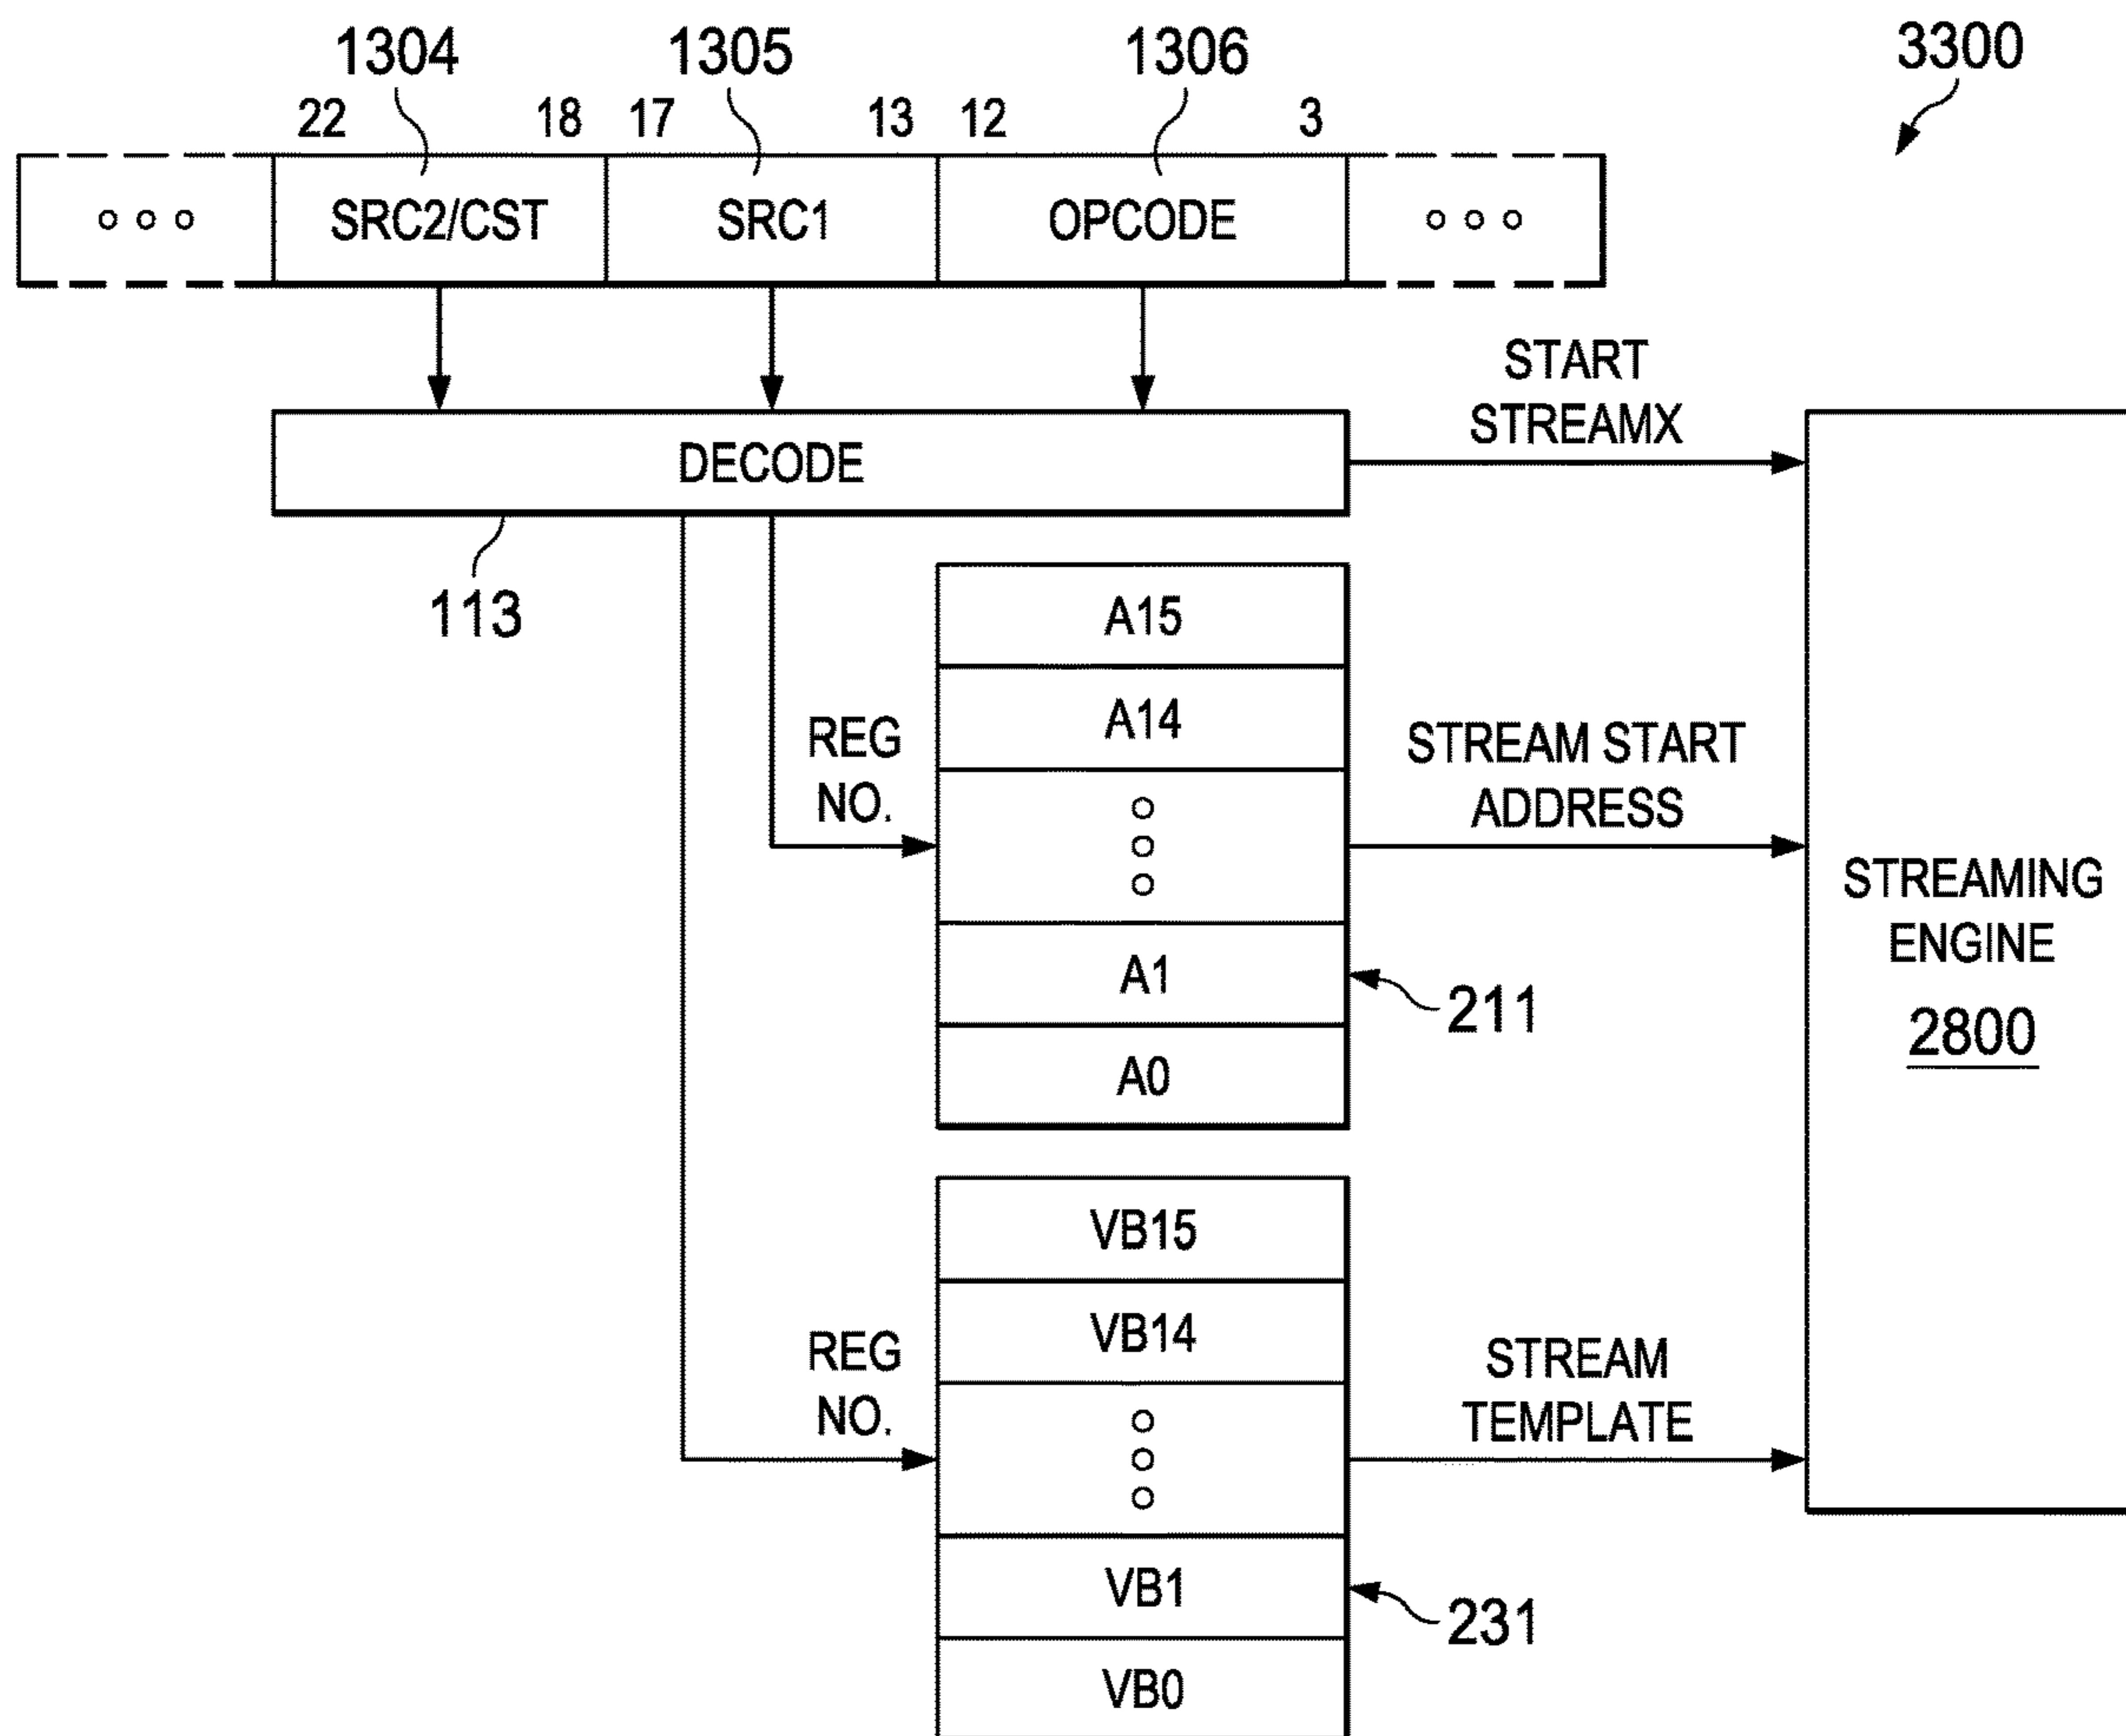 1304 1305 1306 3300
22 18 17 13 12 3
SRC2/CST SRC1 OPCODE
START
STREAMX
DECODE
113
A15
A14
REG
NO.
STREAM START
ADDRESS
STREAMING
ENGINE
2800
A1
211
A0
VB15
VB14
REG
NO.
STREAM
TEMPLATE
VB1
231
VB0